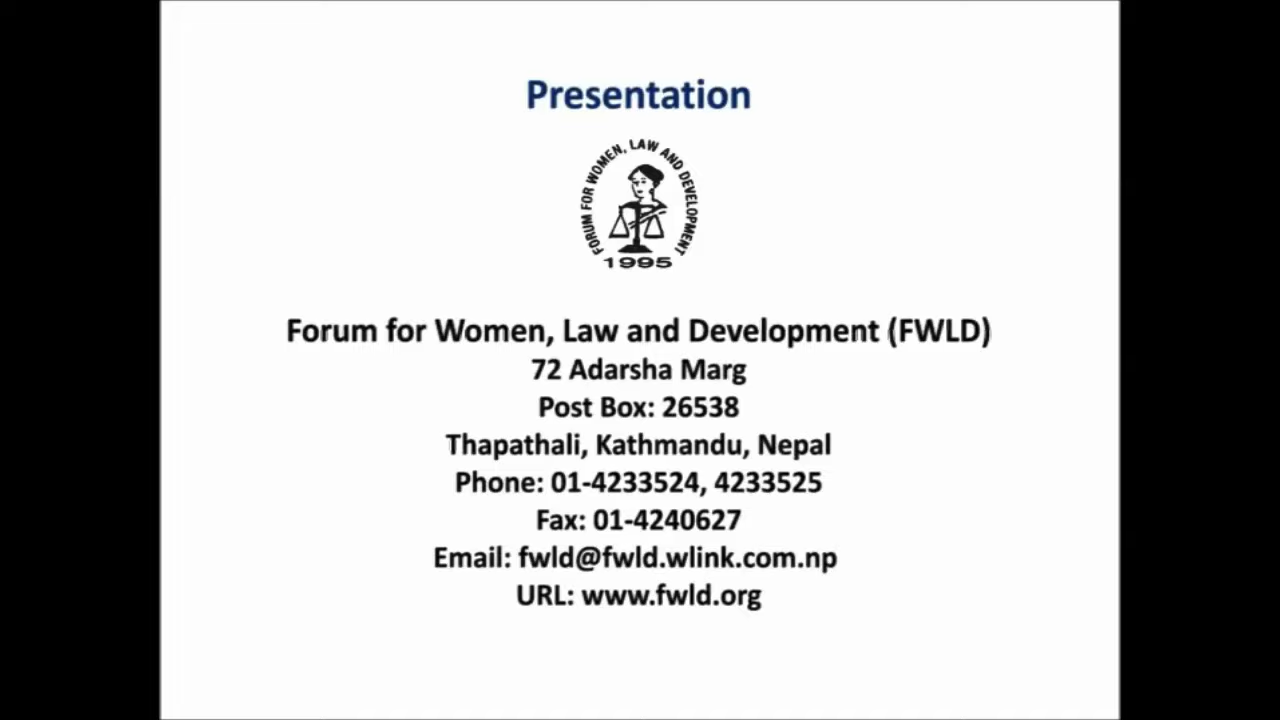 Presentation
FORUM FOR WOMEN, LAW AND DEVELOPMENT
1995
Forum for Women, Law and Development (FWLD)
72 Adarsha Marg
Post Box: 26538
Thapathali, Kathmandu, Nepal
Phone: 01-4233524, 4233525
Fax: 01-4240627
Email: fwld@fwld.wlink.com.np
URL: www.fwld.org